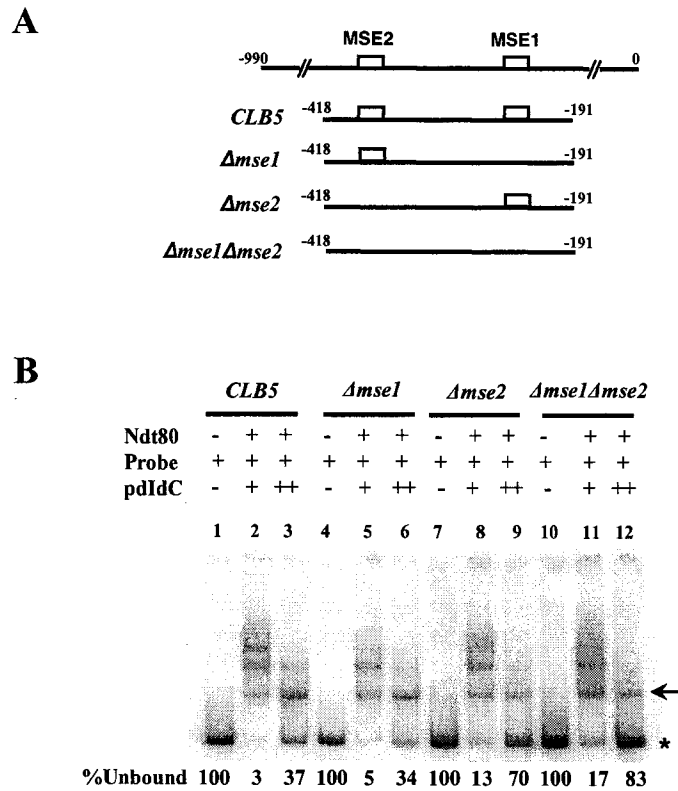 A
MSE2 MSE1
-990 0
CLB5 -418 -191
Δmse1 -418 -191
Δmse2 -418 -191
Δmse1Δmse2 -418 -191
B
CLB5 Δmse1 Δmse2 Δmse1Δmse2
Ndt80 - + + - + + - + + - + +
Probe + + + + + + + + + + + +
pdIdC - + ++ - + ++ - + ++ - + ++
1 2 3 4 5 6 7 8 9 10 11 12
*
%Unbound 100 3 37 100 5 34 100 13 70 100 17 83